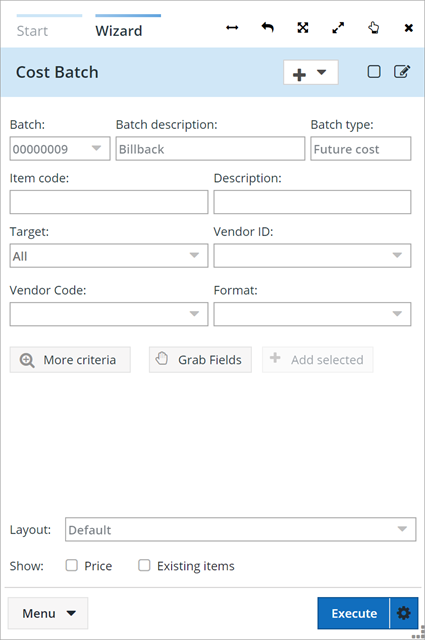 Start Wizard
Cost Batch
Batch: Batch description: Batch type:
00000009 Billback Future cost
Item code: Description:
Target: Vendor ID:
All
Vendor Code: Format:
More criteria Grab Fields Add selected
Layout: Default
Show: Price Existing items
Menu Execute